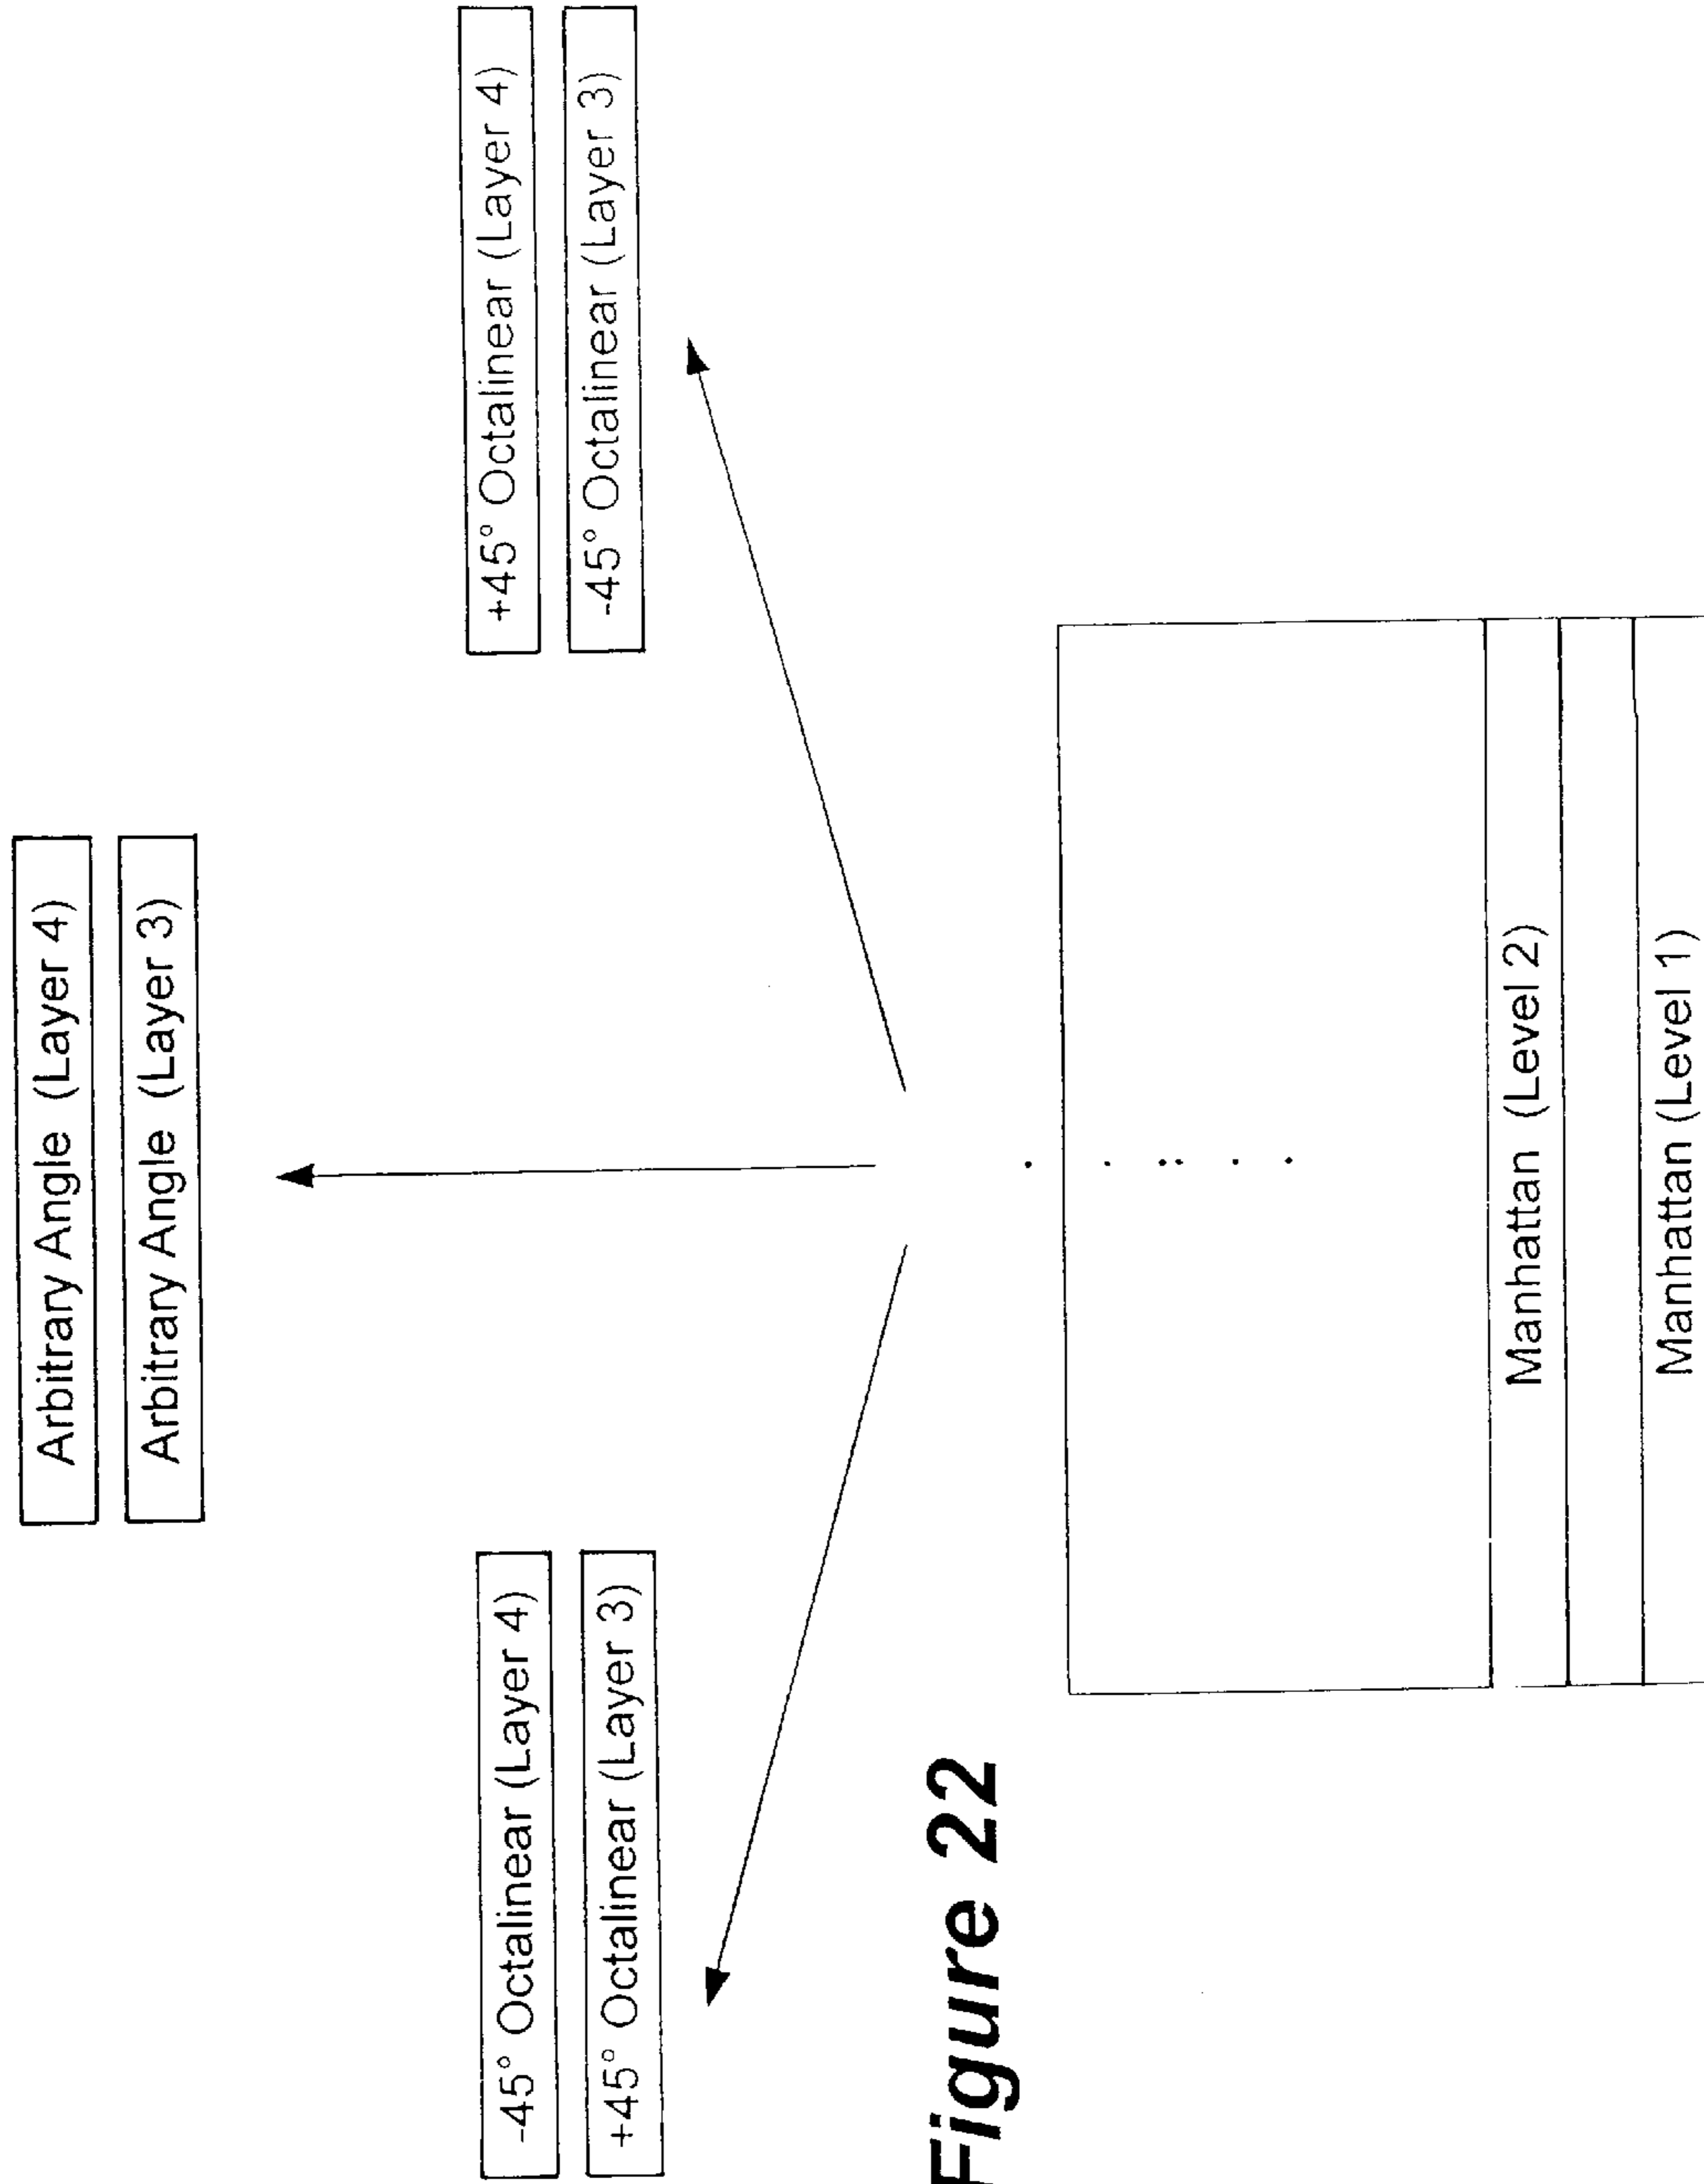 Arbitrary Angle (Layer 4)
Arbitrary Angle (Layer 3)
-45° Octalinear (Layer 4)
+45° Octalinear (Layer 3)
+45° Octalinear (Layer 4)
-45° Octalinear (Layer 3)
Manhattan (Level 2)
Manhattan (Level 1)
Figure 22